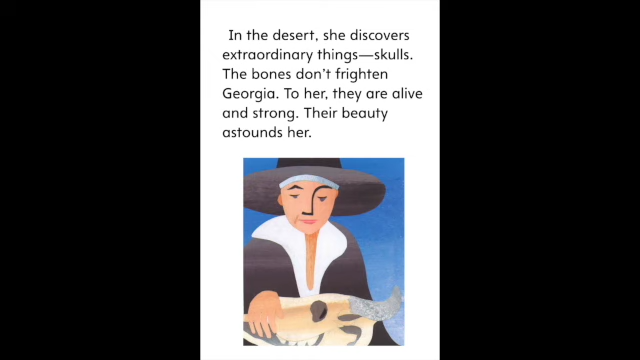 In the desert, she discovers
extraordinary things—skulls.
The bones don't frighten
Georgia. To her, they are alive
and strong. Their beauty
astounds her.